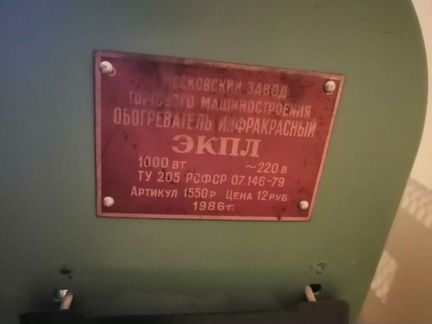 МОСКОВСКИЙ ЗАВОД
ТОРГОВОГО МАШИНОСТРОЕНИЯ
ОБОГРЕВАТЕЛЬ ИНФРАКРАСНЫЙ
ЭКПЛ
1000 ВТ ~220 В
ТУ 205 РСФСР 07.146-79
АРТИКУЛ 1550Р ЦЕНА 12 РУБ.
1986 г.